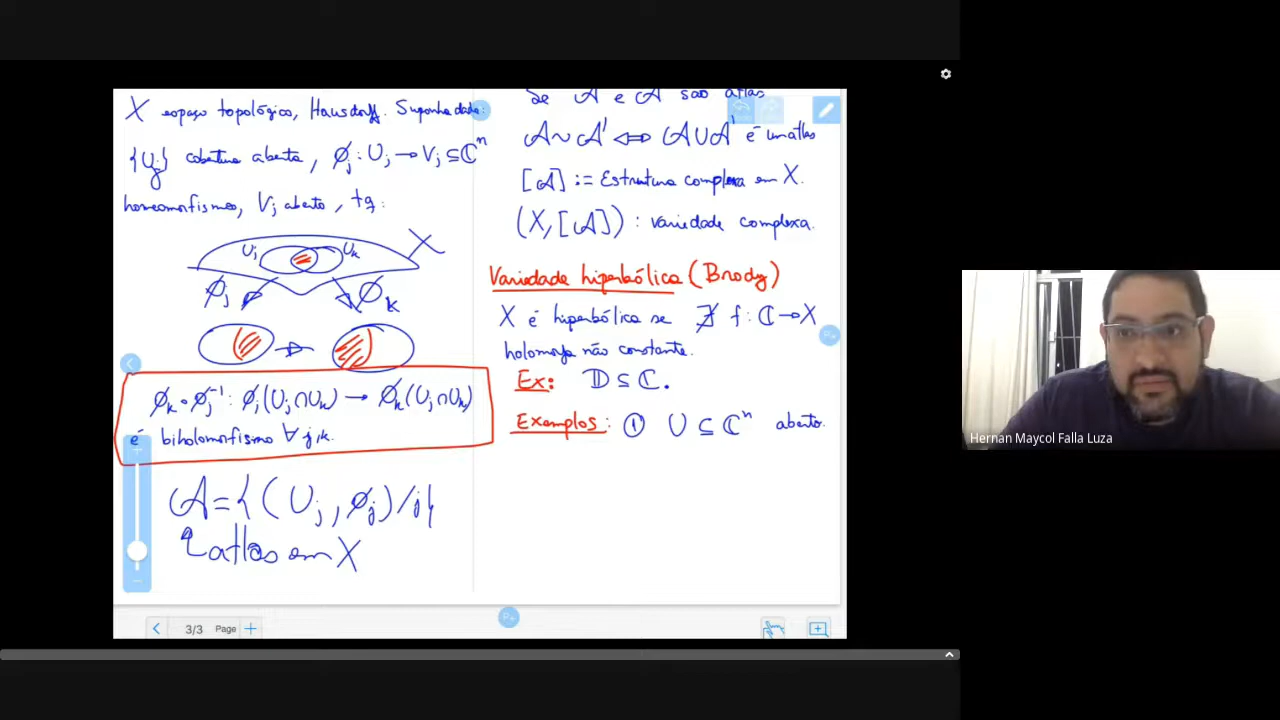 X espaço topológico, Hausdorff. Suponha dada:
{Uj} cobertura aberta, ϕj : Uj → Vj ⊆ ℂⁿ
homeomorfismos, Vj aberto, tq:
Uj Uk X
ϕj ϕk
ϕk ∘ ϕj⁻¹ : ϕj(Uj ∩ Uk) → ϕk(Uj ∩ Uk)
é biholomorfismo ∀ j,k.
𝒜 = {(Uj, ϕj)/j}
atlas em X
Se 𝒜 e 𝒜' são atlas
𝒜 ~ 𝒜' ⟺ 𝒜 ∪ 𝒜' é um atlas
[𝒜] := Estrutura complexa em X.
(X, [𝒜]) : variedade complexa.
Variedade hiperbólica (Brody)
X é hiperbólica se ∄ f : ℂ → X
holomorfa não constante.
Ex: 𝔻 ⊆ ℂ.
Exemplos: ① U ⊆ ℂⁿ aberto.
3/3 Page
Hernan Maycol Falla Luza